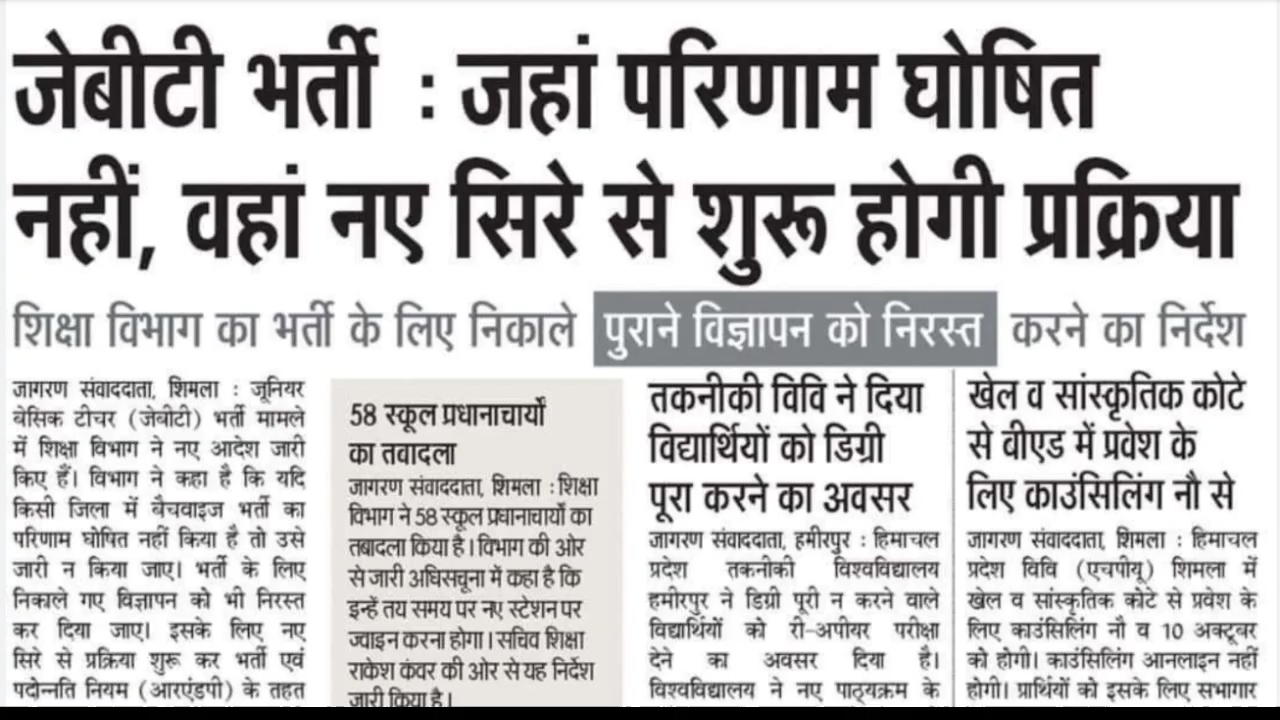 जेबीटी भर्ती : जहां परिणाम घोषित
नहीं, वहां नए सिरे से शुरू होगी प्रक्रिया
शिक्षा विभाग का भर्ती के लिए निकाले पुराने विज्ञापन को निरस्त करने का निर्देश
जागरण संवाददाता, शिमला : जूनियर
बेसिक टीचर (जेबीटी) भर्ती मामले
में शिक्षा विभाग ने नए आदेश जारी
किए हैं। विभाग ने कहा है कि यदि
किसी जिला में बैचवाइज भर्ती का
परिणाम घोषित नहीं किया है तो उसे
जारी न किया जाए। भर्ती के लिए
निकाले गए विज्ञापन को भी निरस्त
कर दिया जाए। इसके लिए नए
सिरे से प्रक्रिया शुरू कर भर्ती एवं
पदोन्नति नियम (आरएंडपी) के तहत
58 स्कूल प्रधानाचार्यों
का तवादला
जागरण संवाददाता, शिमला : शिक्षा
विभाग ने 58 स्कूल प्रधानाचार्यों का
तबादला किया है। विभाग की ओर
से जारी अधिसूचना में कहा है कि
इन्हें तय समय पर नए स्टेशन पर
ज्वाइन करना होगा। सचिव शिक्षा
राकेश कंवर की ओर से यह निर्देश
जारी किया है।
तकनीकी विवि ने दिया
विद्यार्थियों को डिग्री
पूरा करने का अवसर
जागरण संवाददाता, हमीरपुर : हिमाचल
प्रदेश तकनीकी विश्वविद्यालय
हमीरपुर ने डिग्री पूरी न करने वाले
विद्यार्थियों को री-अपीयर परीक्षा
देने का अवसर दिया है।
विश्वविद्यालय ने नए पाठ्यक्रम के
खेल व सांस्कृतिक कोटे
से बीएड में प्रवेश के
लिए काउंसिलिंग नौ से
जागरण संवाददाता, शिमला : हिमाचल
प्रदेश विवि (एचपीयू) शिमला में
खेल व सांस्कृतिक कोटे से प्रवेश के
लिए काउंसिलिंग नौ व 10 अक्टूबर
को होगी। काउंसिलिंग आनलाइन नहीं
होगी। प्रार्थियों को इसके लिए सभागार